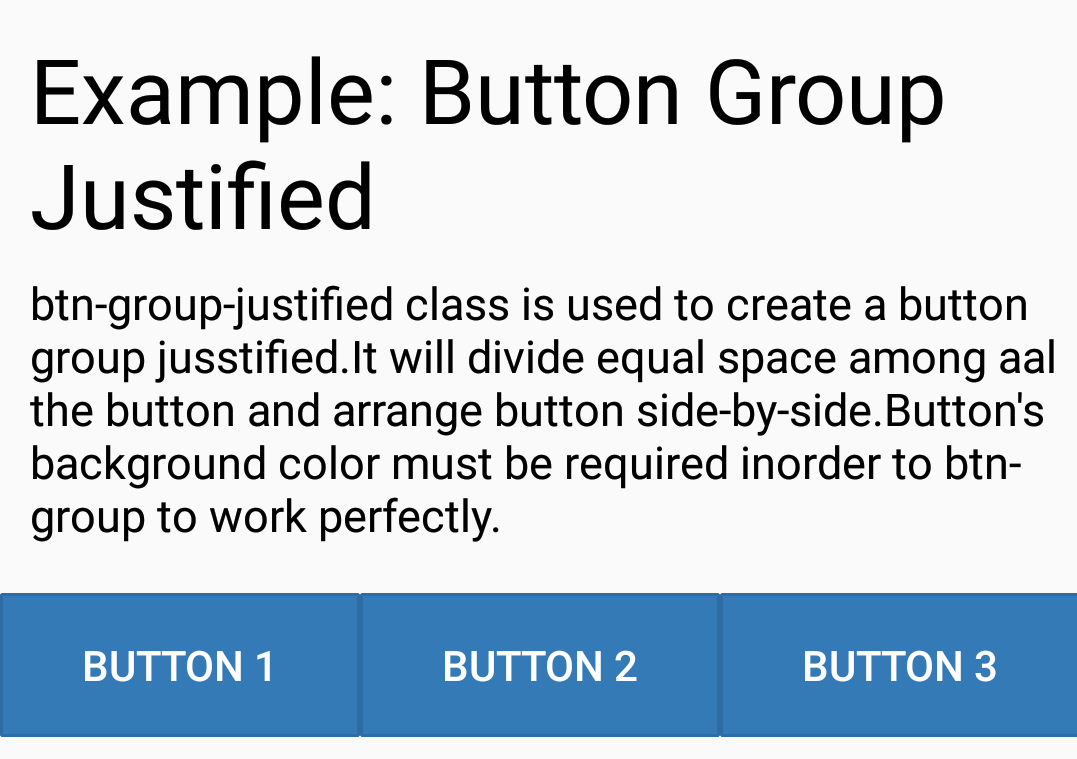 Example: Button Group
Justified
btn-group-justified class is used to create a button
group jusstified.It will divide equal space among aal
the button and arrange button side-by-side.Button's
background color must be required inorder to btn-
group to work perfectly.
BUTTON 1 BUTTON 2 BUTTON 3